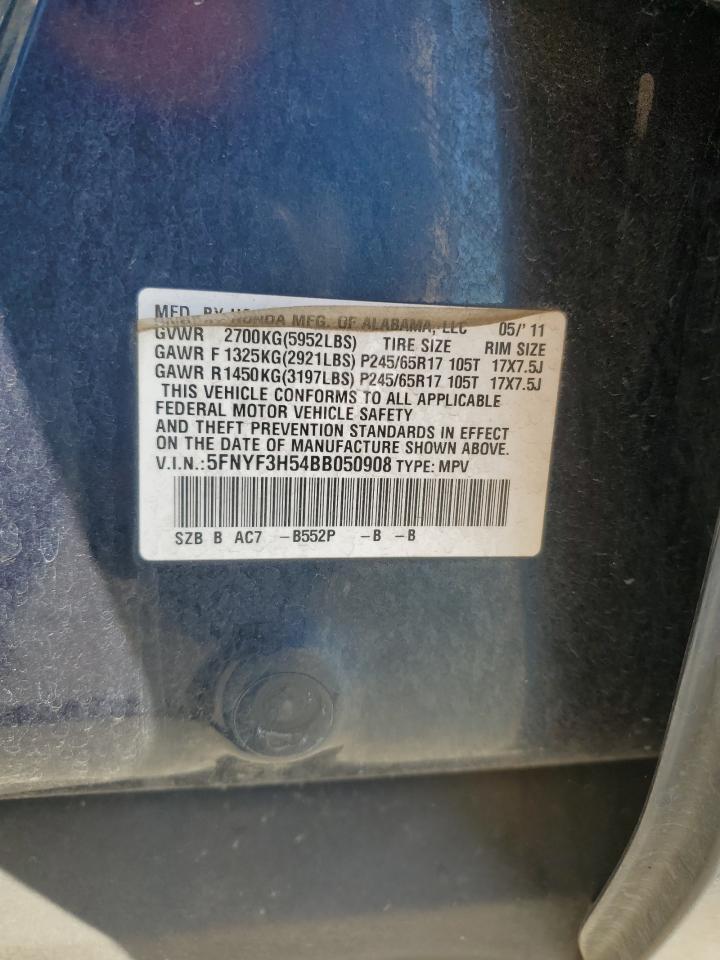 MFD. BY HONDA MFG. OF ALABAMA, LLC 05/'11
GVWR 2700KG(5952LBS) TIRE SIZE RIM SIZE
GAWR F 1325KG(2921LBS) P245/65R17 105T 17X7.5J
GAWR R1450KG(3197LBS) P245/65R17 105T 17X7.5J
THIS VEHICLE CONFORMS TO ALL APPLICABLE
FEDERAL MOTOR VEHICLE SAFETY
AND THEFT PREVENTION STANDARDS IN EFFECT
ON THE DATE OF MANUFACTURE SHOWN ABOVE.
V.I.N.:5FNYF3H54BB050908 TYPE: MPV
SZB B AC7 -B552P -B -B